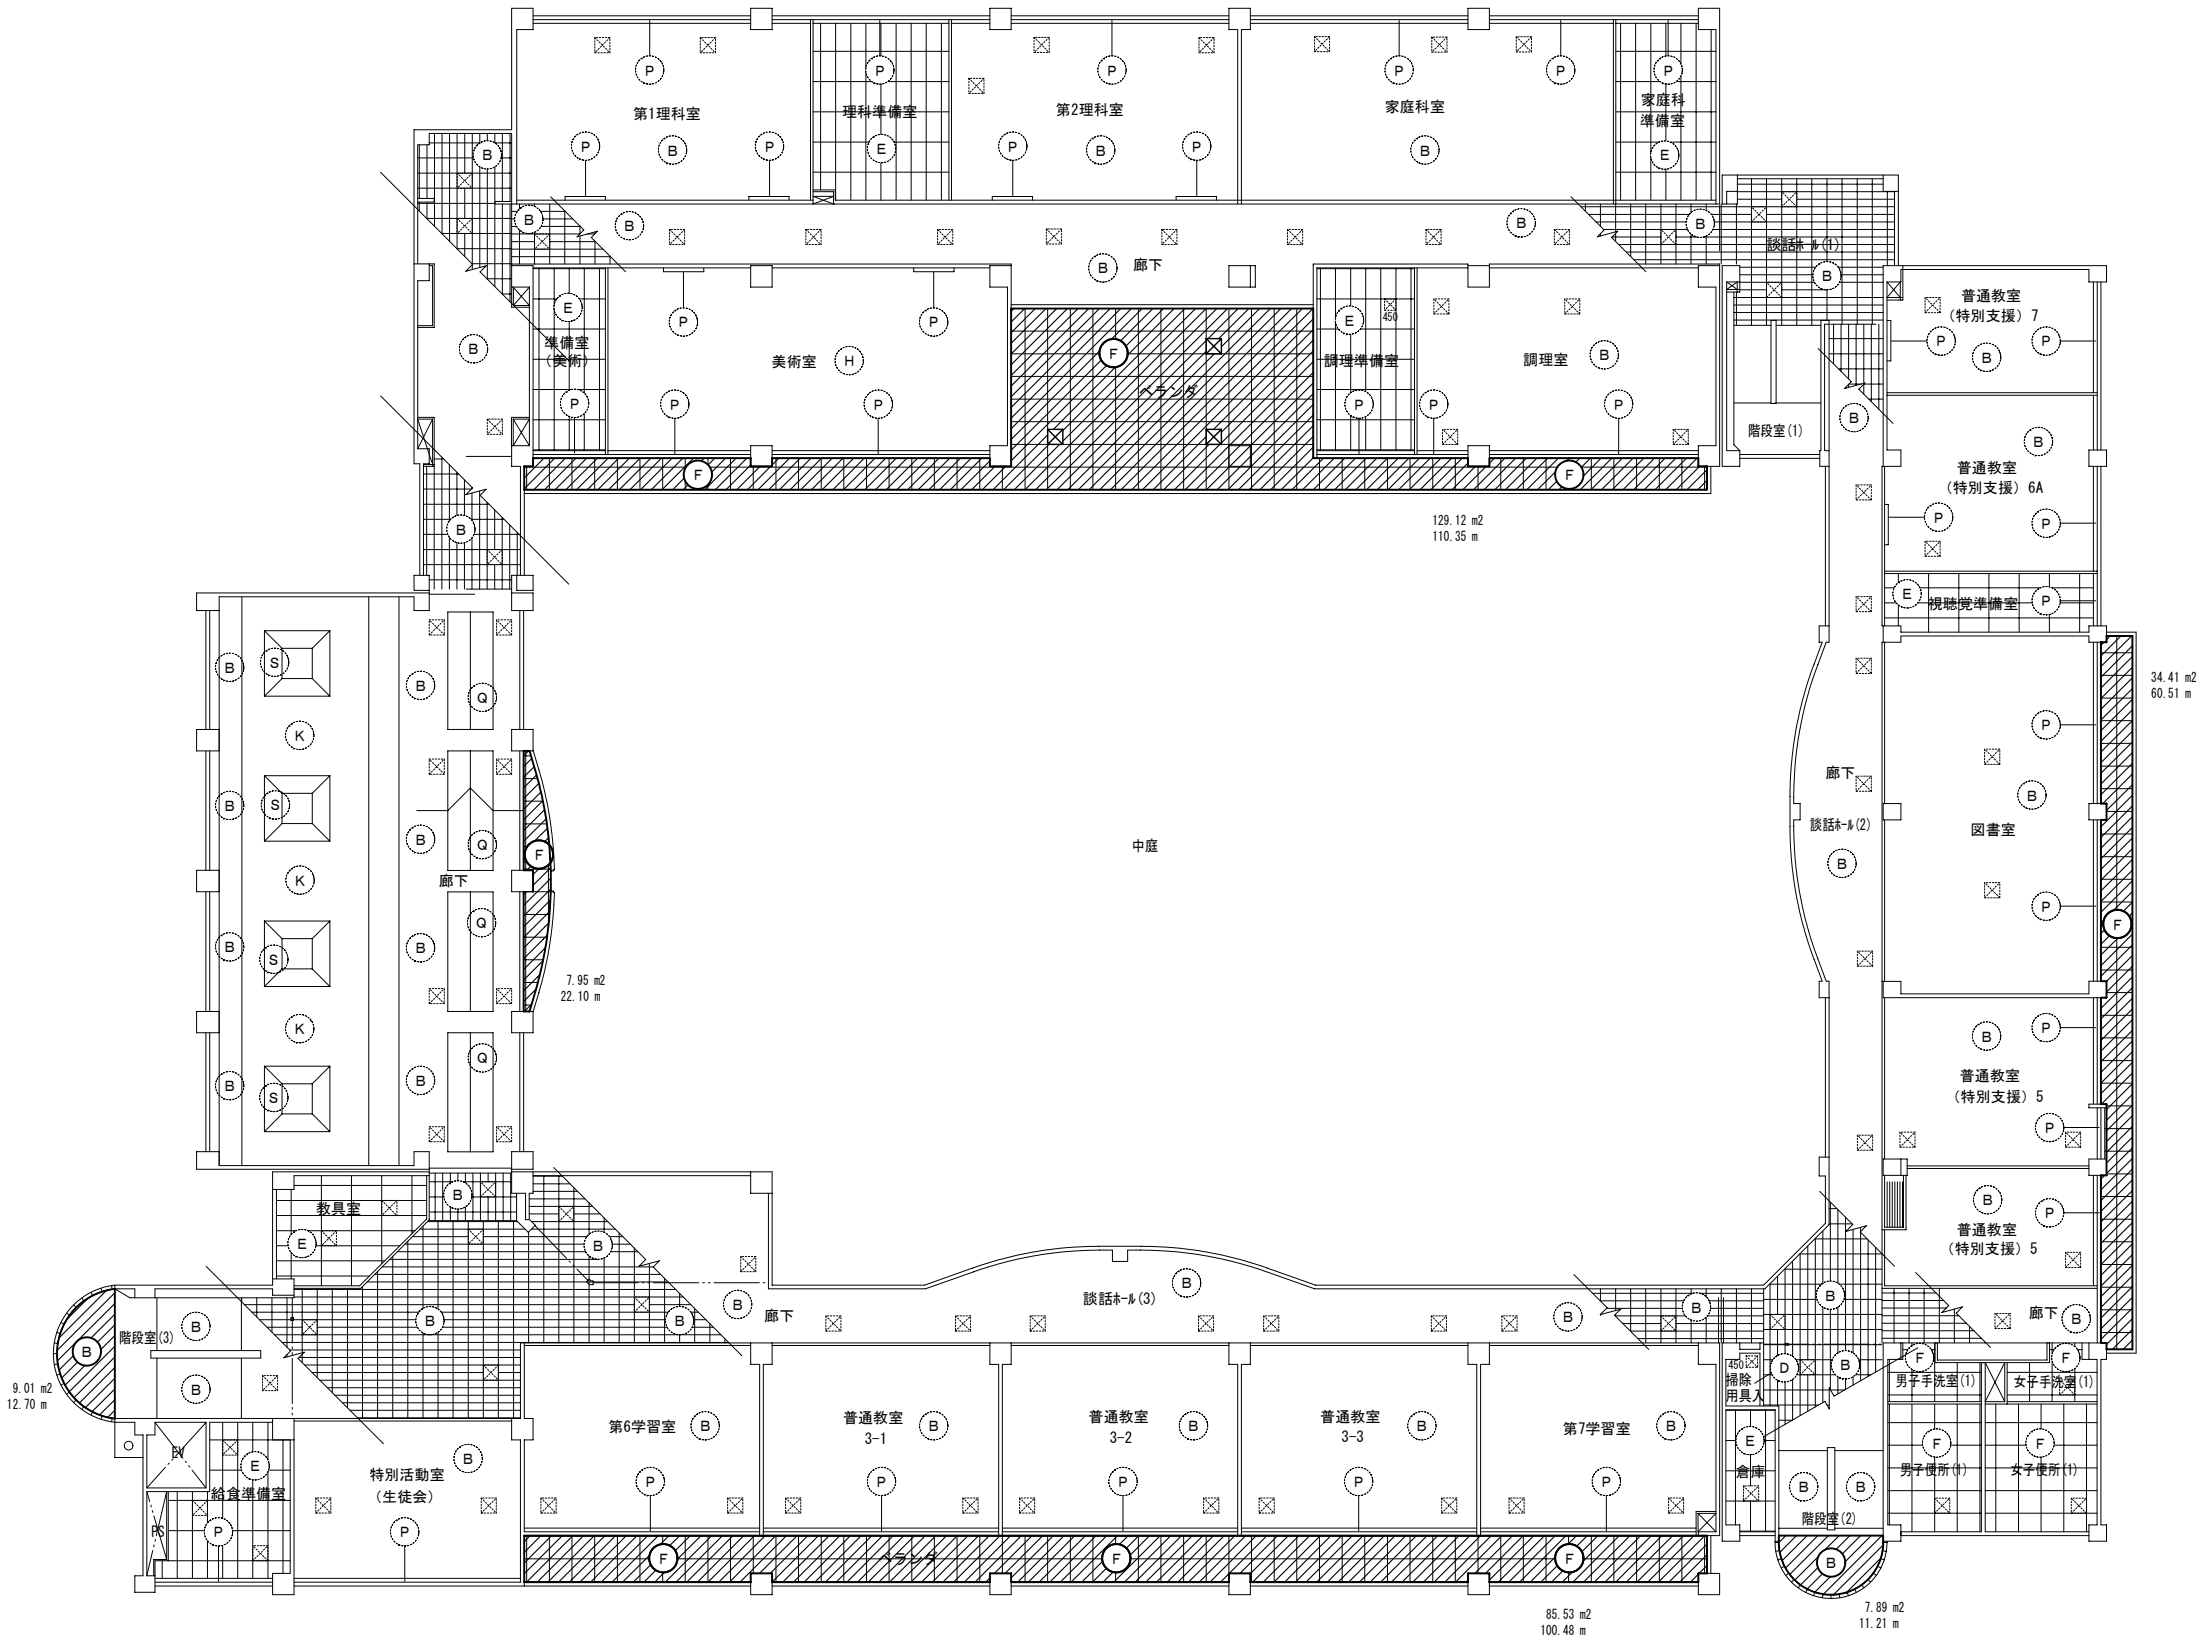 P P P P P P
第1理科室
理科準備室
第2理科室
家庭科室
家庭科
準備室
P P P P
B E B B E
B
B B B B
談話ホール(1)
B 廊下
B
E
P P
E 450
B
準備室
(美術)
美術室 H
F
ベランダ
調理準備室
調理室 B
P P P P P P
F F
B
普通教室
(特別支援) 7
P B P
B
階段室(1)
B
普通教室
(特別支援) 6A
P P
129.12 m2
110.35 m
E 視聴覚準備室 P
34.41 m2
60.51 m
B S B Q
K
B S B Q
K
廊下
B S B Q
K
B S B Q
F
7.95 m2
22.10 m
中庭
廊下
談話ホール(2)
B
P
B
図書室
P
F
B P
普通教室
(特別支援) 5
P
B P
普通教室
(特別支援) 5
教具室
E
B
B
階段室(3)
B
B
B
B
B
B
9.01 m2
12.70 m
B 廊下
談話ホール(3) B
B
B
B
廊下 B
EV
PS
E
給食準備室
P
特別活動室
(生徒会)
B
P
第6学習室 B
P
普通教室
3-1
B
P
普通教室
3-2
B
P
普通教室
3-3
B
P
第7学習室 B
P
450
掃除
用具入
D
B
E
倉庫
F F
男子手洗室(1) 女子手洗室(1)
F F
男子便所(1) 女子便所(1)
B B
階段室(2)
B
F ベランダ F F
85.53 m2
100.48 m
7.89 m2
11.21 m